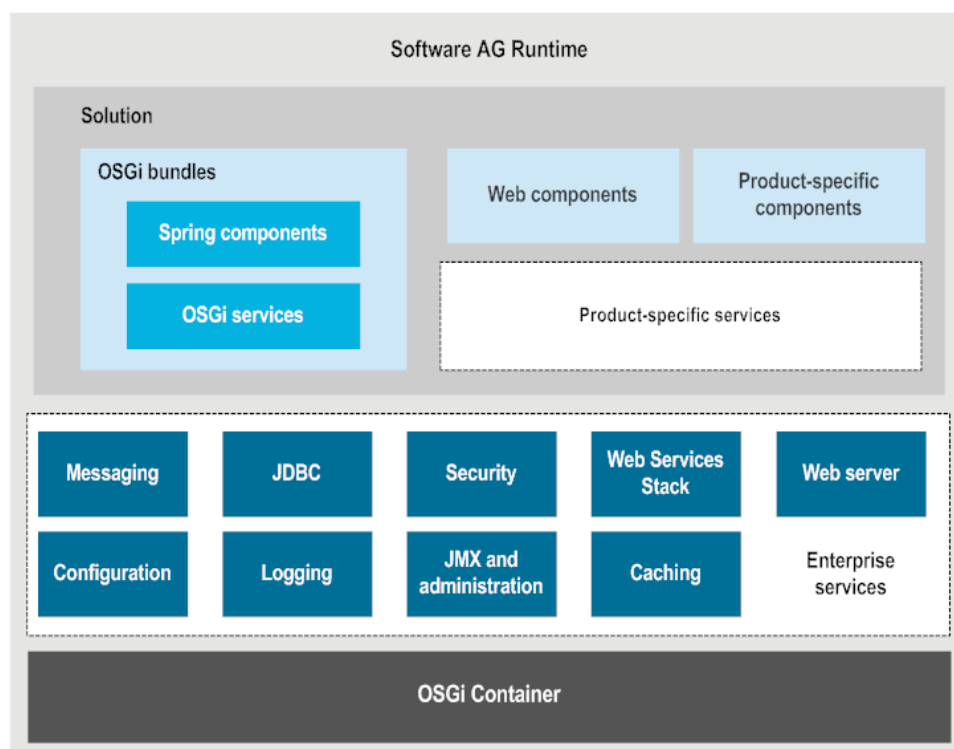 Software AG Runtime
Solution
OSGi bundles
Spring components
OSGi services
Web components
Product-specific
components
Product-specific services
Messaging
JDBC
Security
Web Services
Stack
Web server
Configuration
Logging
JMX and
administration
Caching
Enterprise
services
OSGi Container